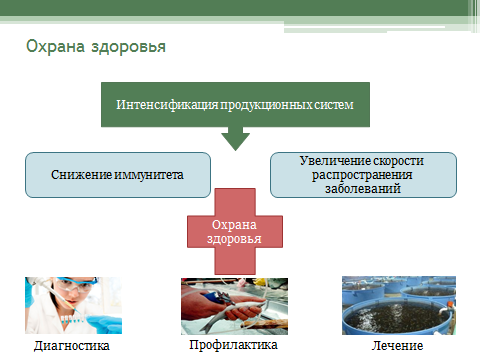 Охрана здоровья
Интенсификация продукционных систем
Снижение иммунитета
Увеличение скорости
распространения
заболеваний
Охрана
здоровья
Диагностика
Профилактика
Лечение